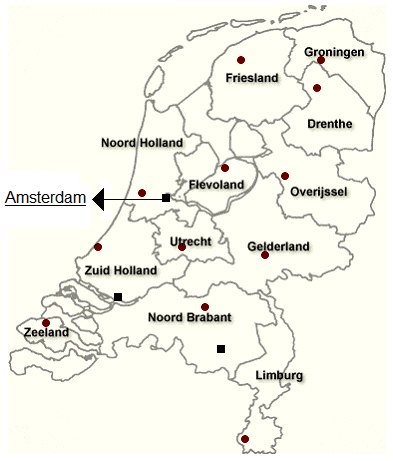 Groningen
Friesland
Drenthe
Noord Holland
Flevoland
Overijssel
Amsterdam
Utrecht
Gelderland
Zuid Holland
Noord Brabant
Zeeland
Limburg